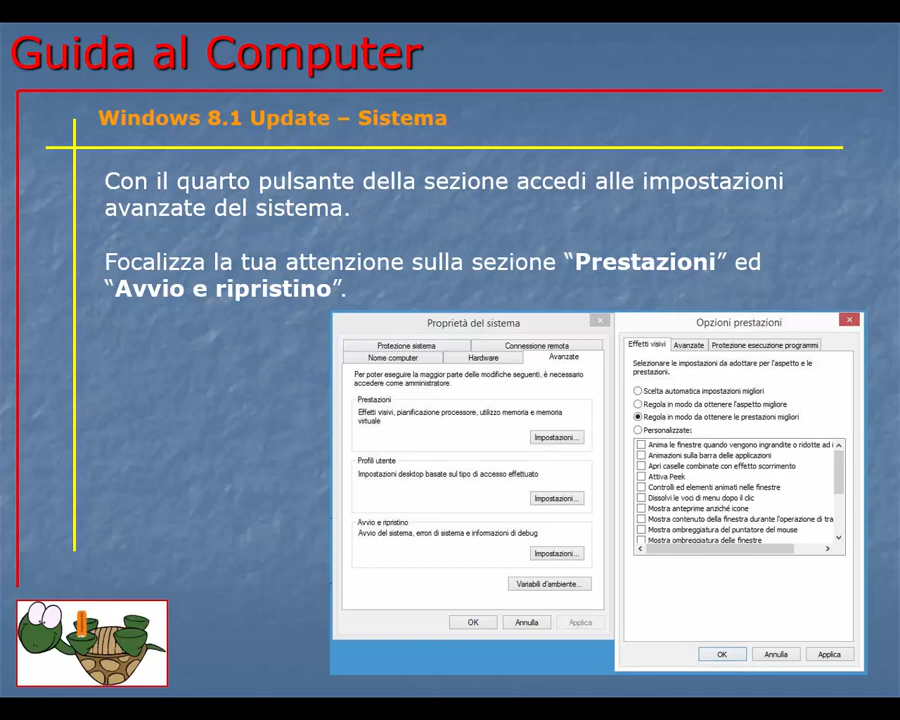 Guida al Computer
Windows 8.1 Update – Sistema
Con il quarto pulsante della sezione accedi alle impostazioni
avanzate del sistema.
Focalizza la tua attenzione sulla sezione “Prestazioni” ed
“Avvio e ripristino”.
Proprietà del sistema
Protezione sistema
Connessione remota
Nome computer
Hardware
Avanzate
Per poter eseguire la maggior parte delle modifiche seguenti, è necessario
accedere come amministratore.
Prestazioni
Effetti visivi, pianificazione processore, utilizzo memoria e memoria
virtuale
Impostazioni...
Profili utente
Impostazioni desktop basate sul tipo di accesso effettuato
Impostazioni...
Avvio e ripristino
Avvio del sistema, errori di sistema e informazioni di debug
Impostazioni...
Variabili d'ambiente...
OK
Annulla
Applica
Opzioni prestazioni
Effetti visivi
Avanzate
Protezione esecuzione programmi
Selezionare le impostazioni da adottare per l'aspetto e le
prestazioni.
Scelta automatica impostazioni migliori
Regola in modo da ottenere l'aspetto migliore
Regola in modo da ottenere le prestazioni migliori
Personalizzate:
Anima le finestre quando vengono ingrandite o ridotte ad i
Animazioni sulla barra delle applicazioni
Apri caselle combinate con effetto scorrimento
Attiva Peek
Controlli ed elementi animati nelle finestre
Dissolvi le voci di menu dopo il clic
Mostra anteprime anziché icone
Mostra contenuto della finestra durante l'operazione di tra
Mostra ombreggiatura del puntatore del mouse
Mostra ombreggiatura delle finestre
OK
Annulla
Applica